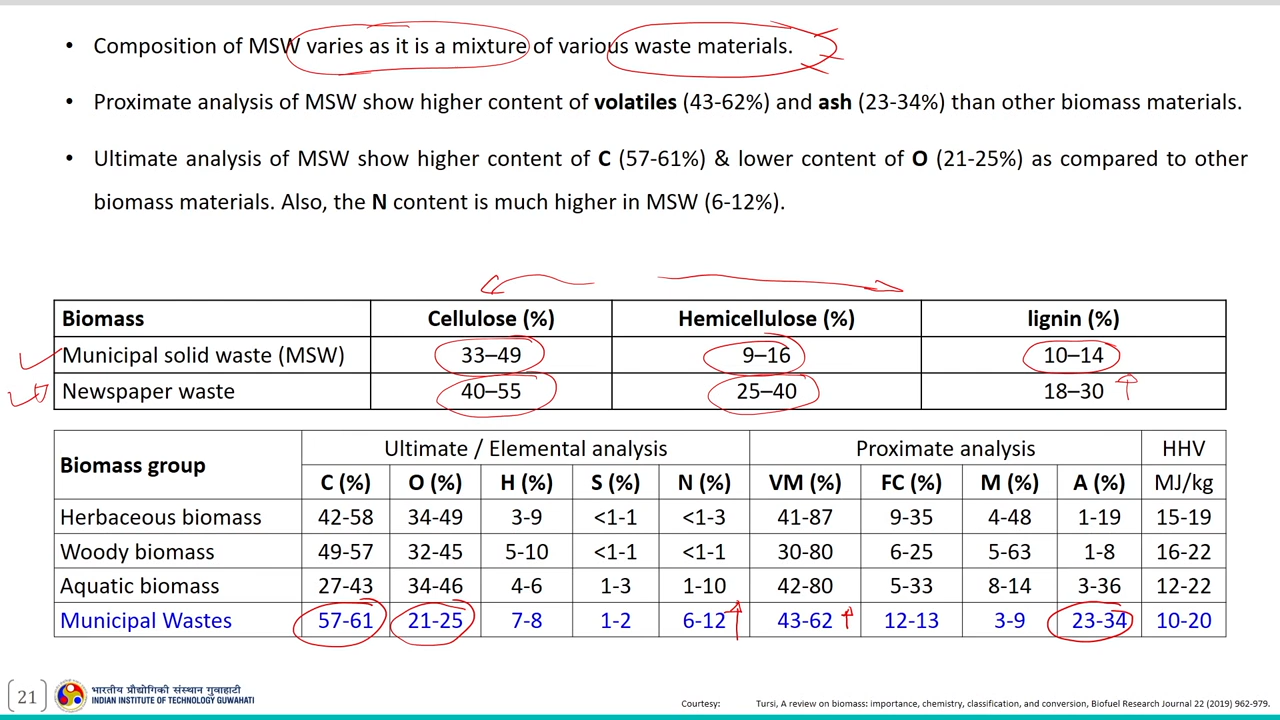 • Composition of MSW varies as it is a mixture of various waste materials.
• Proximate analysis of MSW show higher content of volatiles (43-62%) and ash (23-34%) than other biomass materials.
• Ultimate analysis of MSW show higher content of C (57-61%) & lower content of O (21-25%) as compared to other
biomass materials. Also, the N content is much higher in MSW (6-12%).
Biomass Cellulose (%) Hemicellulose (%) lignin (%)
Municipal solid waste (MSW) 33–49 9–16 10–14
Newspaper waste 40–55 25–40 18–30
Biomass group Ultimate / Elemental analysis Proximate analysis HHV
C (%) O (%) H (%) S (%) N (%) VM (%) FC (%) M (%) A (%) MJ/kg
Herbaceous biomass 42-58 34-49 3-9 <1-1 <1-3 41-87 9-35 4-48 1-19 15-19
Woody biomass 49-57 32-45 5-10 <1-1 <1-1 30-80 6-25 5-63 1-8 16-22
Aquatic biomass 27-43 34-46 4-6 1-3 1-10 42-80 5-33 8-14 3-36 12-22
Municipal Wastes 57-61 21-25 7-8 1-2 6-12 43-62 12-13 3-9 23-34 10-20
21
भारतीय प्रौद्योगिकी संस्थान गुवाहाटी
INDIAN INSTITUTE OF TECHNOLOGY GUWAHATI
Courtesy: Tursi, A review on biomass: importance, chemistry, classification, and conversion, Biofuel Research Journal 22 (2019) 962-979.